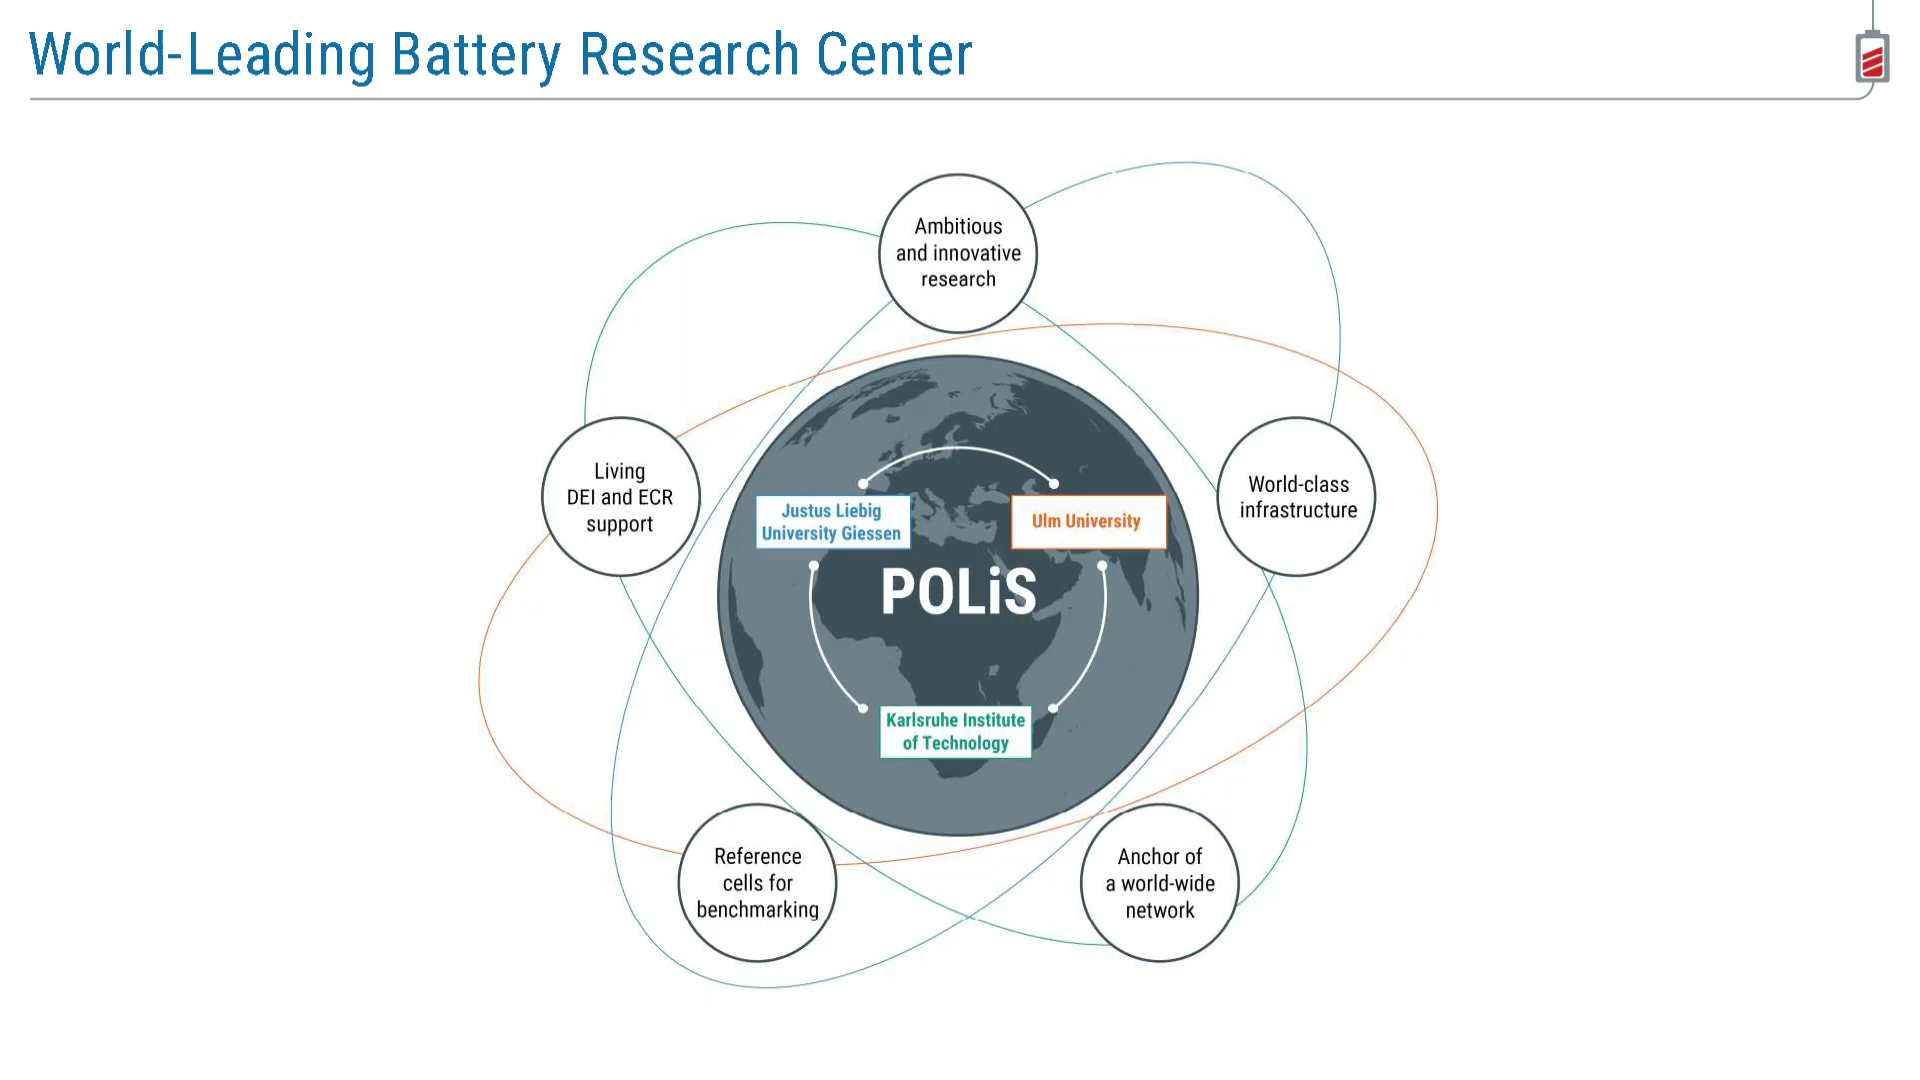 World-Leading Battery Research Center
Ambitious
and innovative
research
Living
DEI and ECR
support
World-class
infrastructure
Justus Liebig
University Giessen
Ulm University
POLiS
Karlsruhe Institute
of Technology
Reference
cells for
benchmarking
Anchor of
a world-wide
network